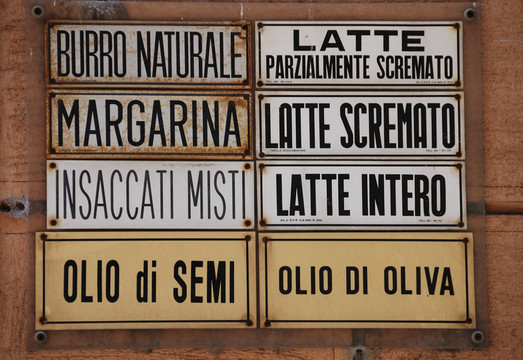 BURRO NATURALE
LATTE
PARZIALMENTE SCREMATO
MARGARINA
LATTE SCREMATO
INSACCATI MISTI
LATTE INTERO
OLIO di SEMI
OLIO DI OLIVA